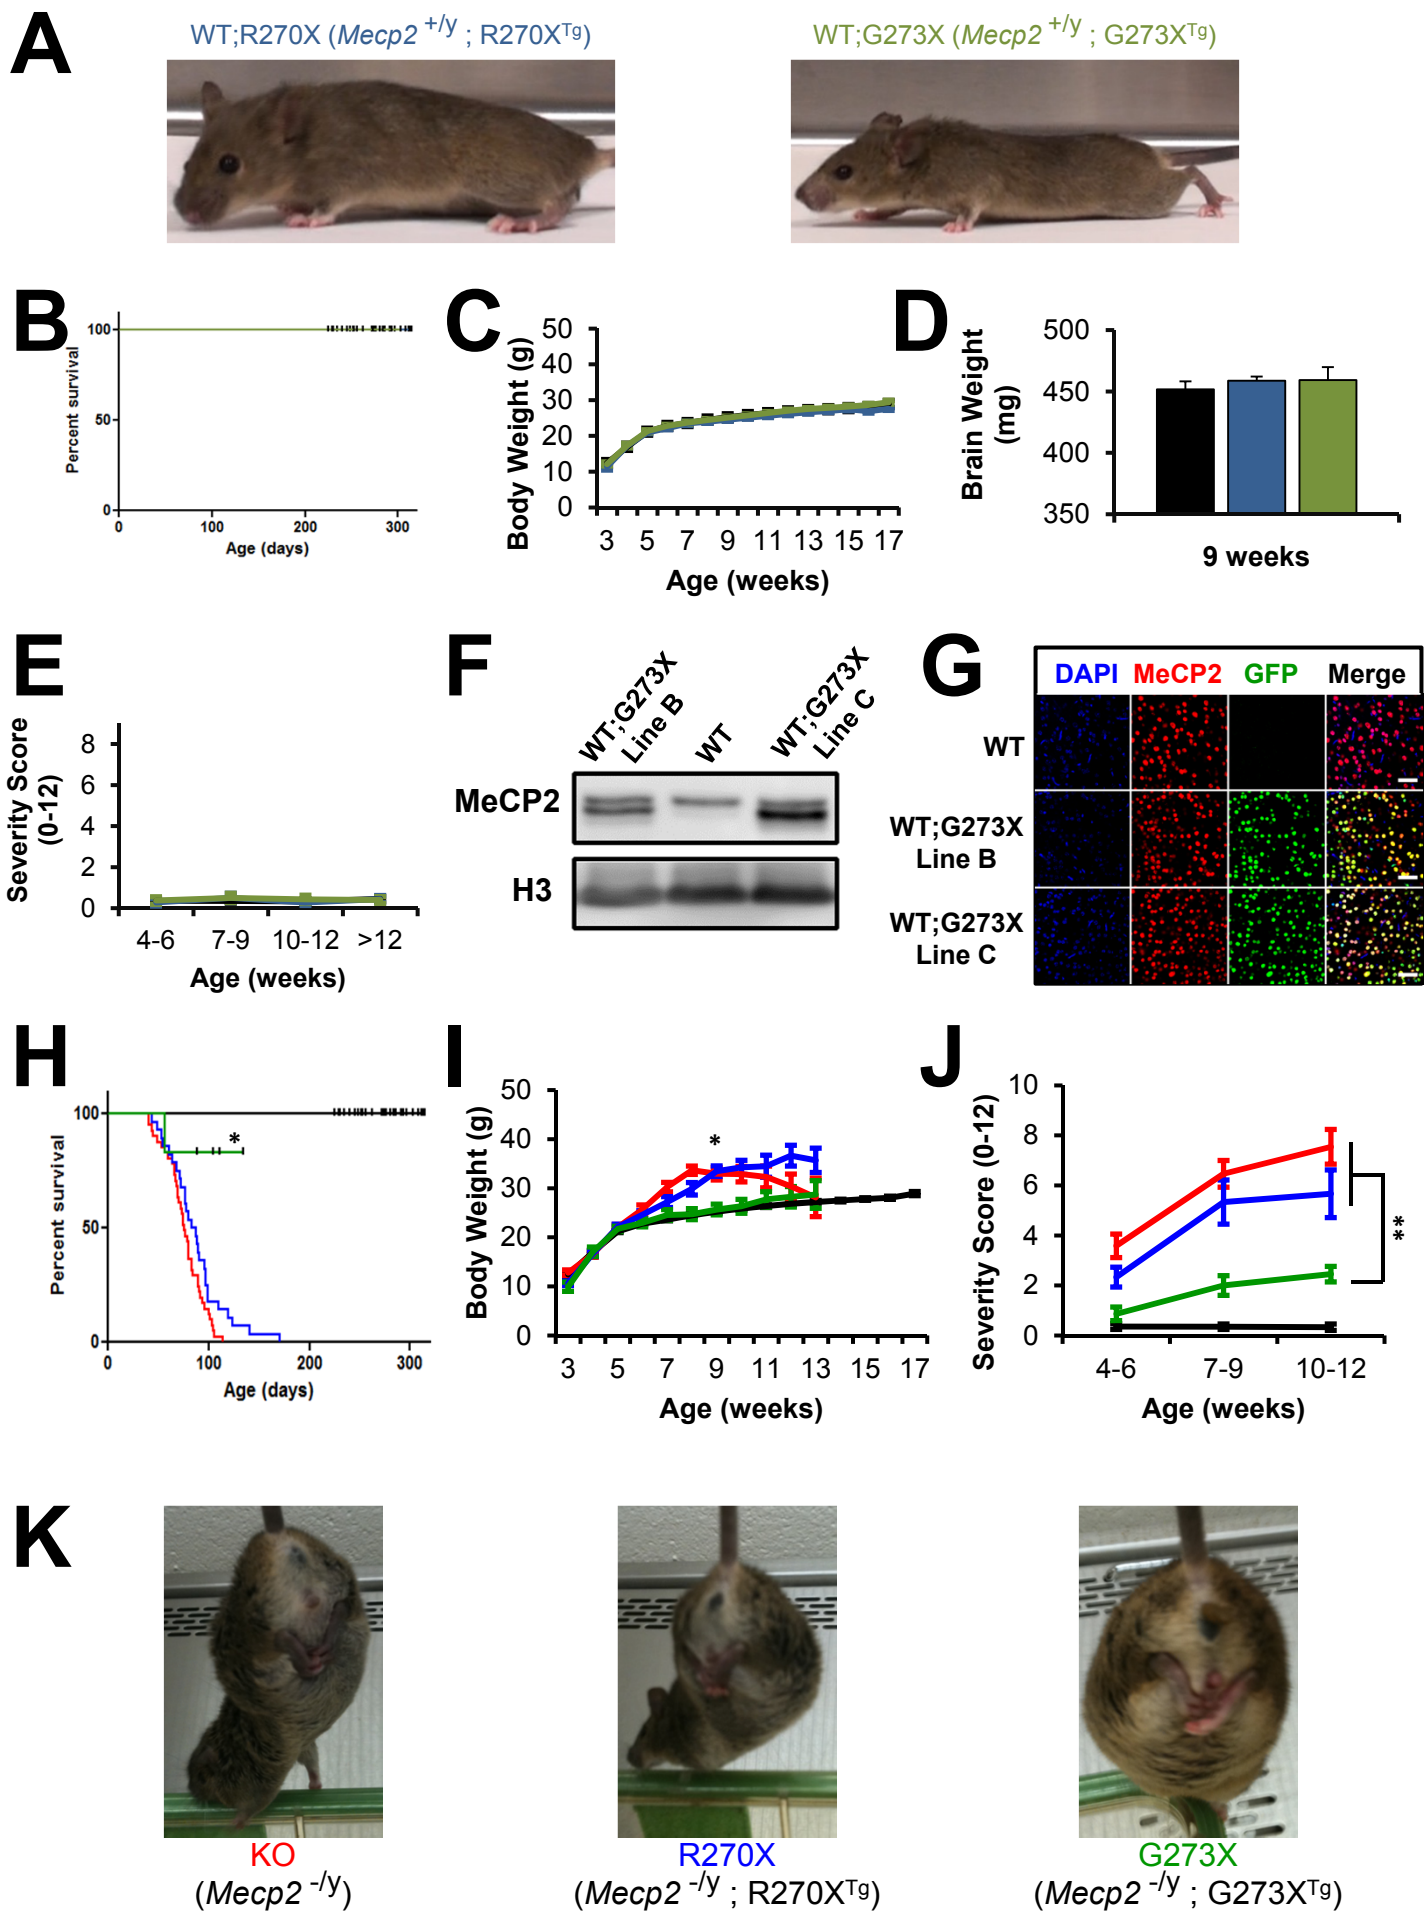 A
WT;R270X (Mecp2 +/y ; R270XTg)
WT;G273X (Mecp2 +/y ; G273XTg)
B
Percent survival
100
50
0
0 100 200 300
Age (days)
C
Body Weight (g)
50
40
30
20
10
0
3 5 7 9 11 13 15 17
Age (weeks)
D
Brain Weight
(mg)
500
450
400
350
9 weeks
E
Severity Score
(0-12)
8
6
4
2
0
4-6 7-9 10-12 >12
Age (weeks)
F
WT;G273X
Line B
WT
WT;G273X
Line C
MeCP2
H3
G
DAPI MeCP2 GFP Merge
WT
WT;G273X
Line B
WT;G273X
Line C
H
Percent survival
100
50
0
*
0 100 200 300
Age (days)
I
Body Weight (g)
50
40
30
20
10
0
*
3 5 7 9 11 13 15 17
Age (weeks)
J
Severity Score (0-12)
10
8
6
4
2
0
**
4-6 7-9 10-12
Age (weeks)
K
KO
(Mecp2 -/y)
R270X
(Mecp2 -/y ; R270XTg)
G273X
(Mecp2 -/y ; G273XTg)